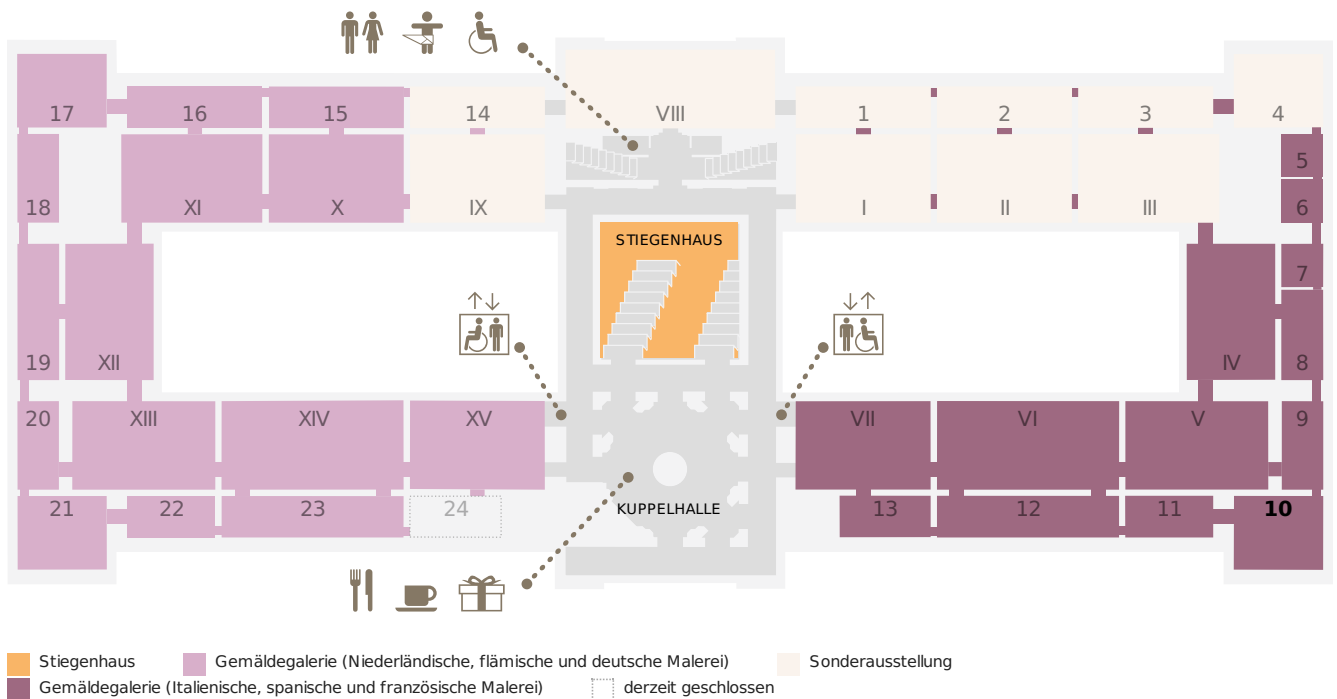 17 16 15 14 VIII 1 2 3 4
5
18 XI X IX I II III 6
STIEGENHAUS
7
19 XII IV 8
20 XIII XIV XV VII VI V 9
21 22 23 24 KUPPELHALLE 13 12 11 10
Stiegenhaus Gemäldegalerie (Niederländische, flämische und deutsche Malerei) Sonderausstellung
Gemäldegalerie (Italienische, spanische und französische Malerei) derzeit geschlossen